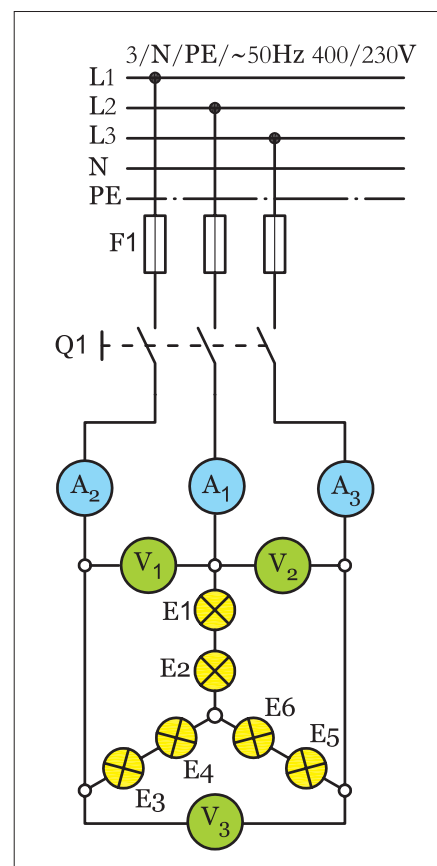 3/N/PE/~50Hz 400/230V
L1
L2
L3
N
PE
F1
Q1
A2 A1 A3
V1 V2
E1
E2
E6
E5
E4
E3
V3